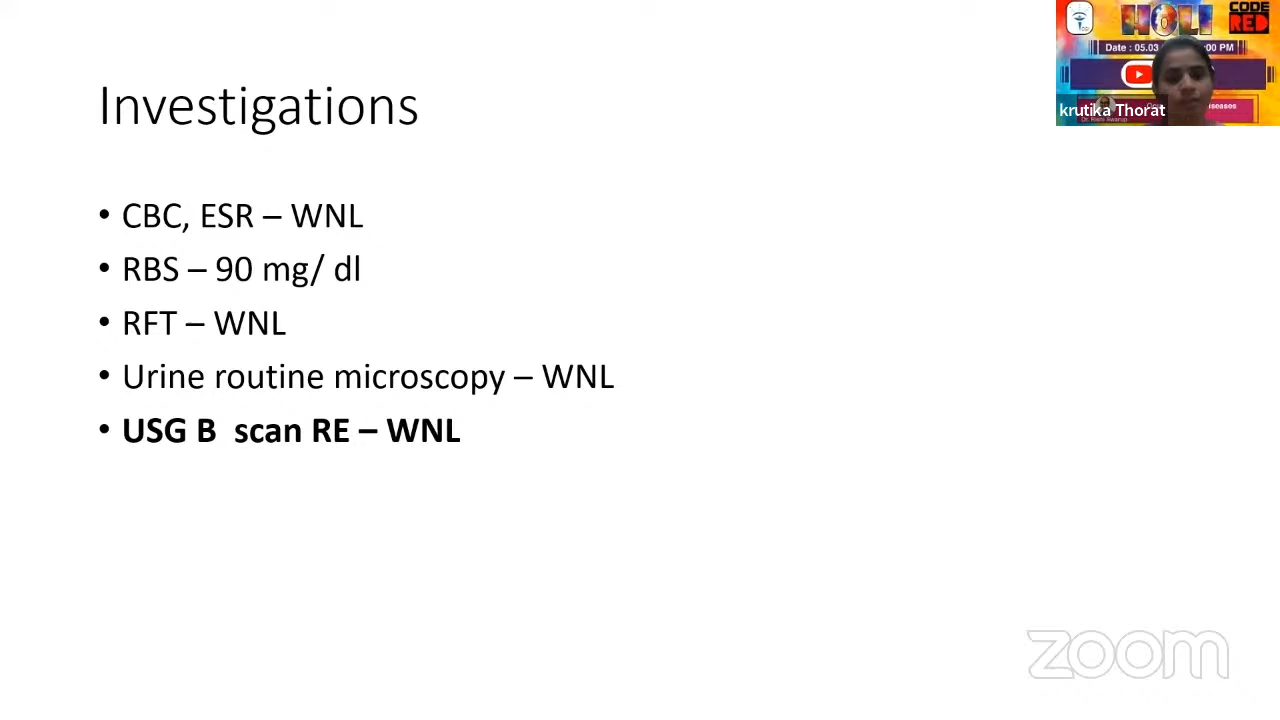 HOLI
CODE
RED
Date : 05.03
:00 PM
krutika Thorat
seases
Investigations
• CBC, ESR – WNL
• RBS – 90 mg/ dl
• RFT – WNL
• Urine routine microscopy – WNL
• USG B  scan RE – WNL
zoom